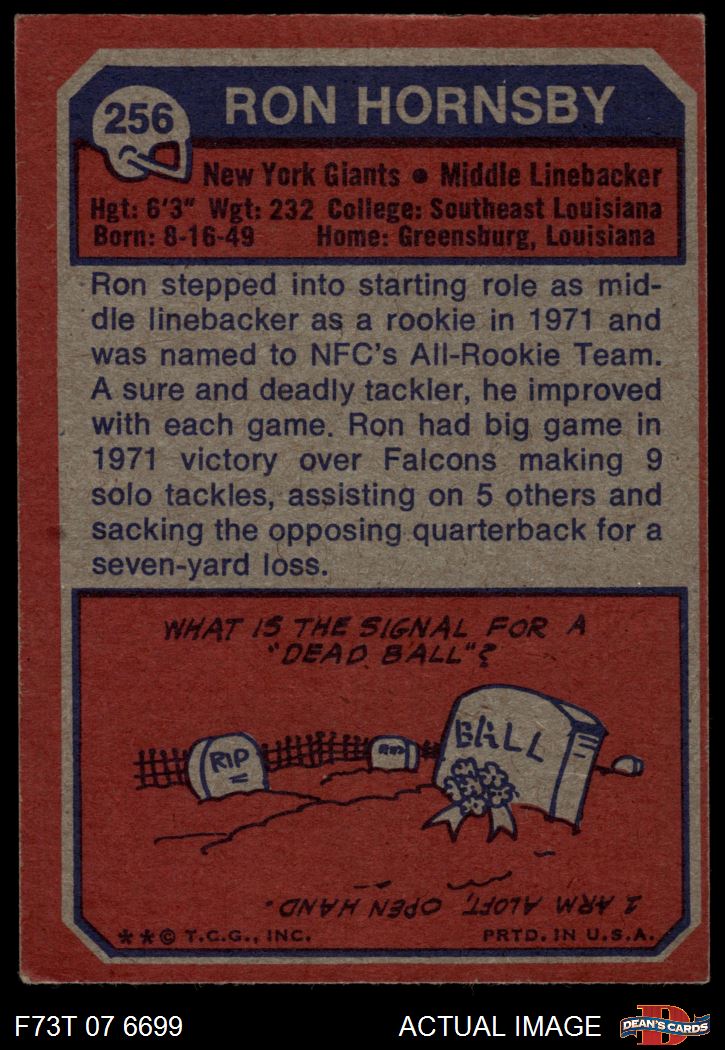 256
RON HORNSBY
New York Giants • Middle Linebacker
Hgt: 6'3" Wgt: 232 College: Southeast Louisiana
Born: 8-16-49 Home: Greensburg, Louisiana
Ron stepped into starting role as mid-
dle linebacker as a rookie in 1971 and
was named to NFC's All-Rookie Team.
A sure and deadly tackler, he improved
with each game. Ron had big game in
1971 victory over Falcons making 9
solo tackles, assisting on 5 others and
sacking the opposing quarterback for a
seven-yard loss.
WHAT IS THE SIGNAL FOR A
"DEAD BALL"?
BALL
RIP
1 ARM ALOFT, OPEN HAND.
**© T.C.G., INC. PRTD. IN U.S.A.
F73T 07 6699 ACTUAL IMAGE
D
DEAN'S CARDS